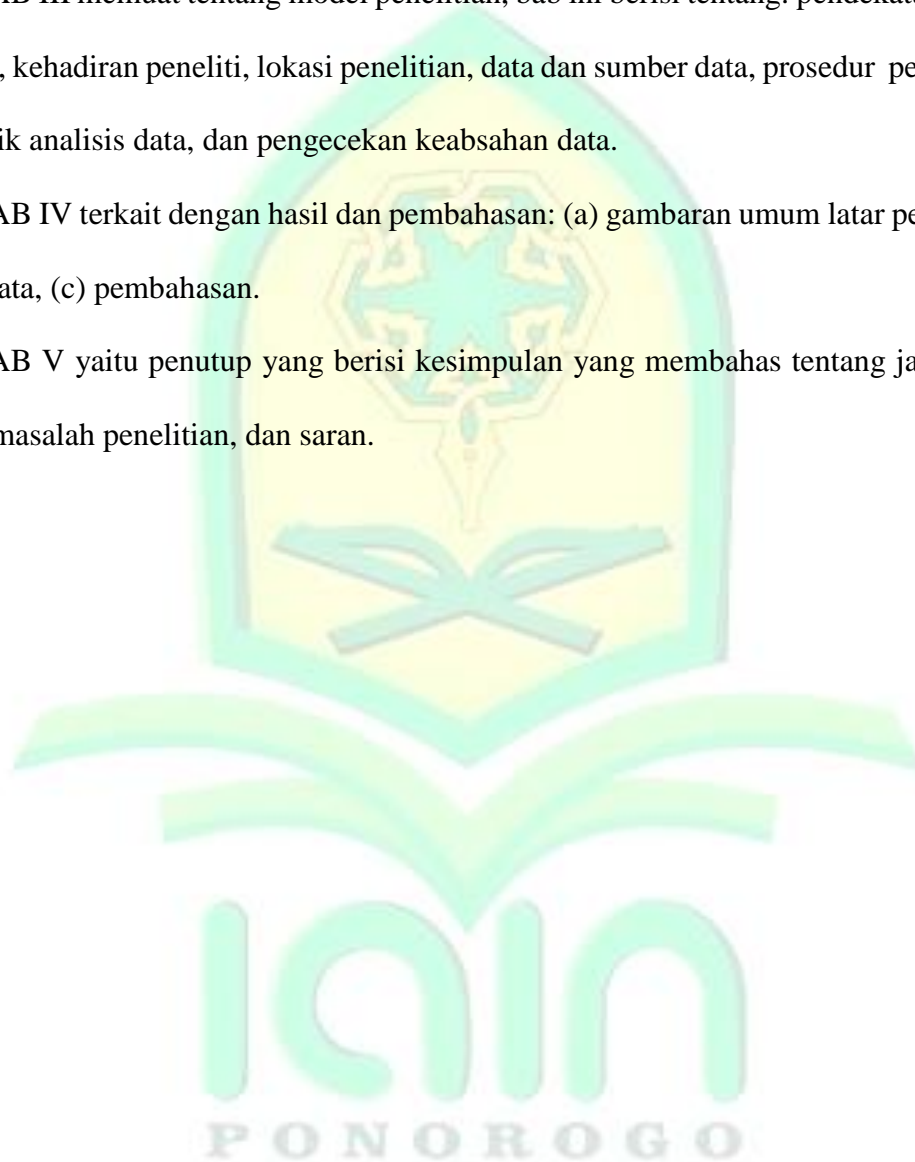 AB III memuat tentang model penelitian, bab ini berisi tentang: pendekata
, kehadiran peneliti, lokasi penelitian, data dan sumber data, prosedur pe
ik analisis data, dan pengecekan keabsahan data.
AB IV terkait dengan hasil dan pembahasan: (a) gambaran umum latar pe
ata, (c) pembahasan.
AB V yaitu penutup yang berisi kesimpulan yang membahas tentang ja
masalah penelitian, dan saran.
iain
PONOROGO